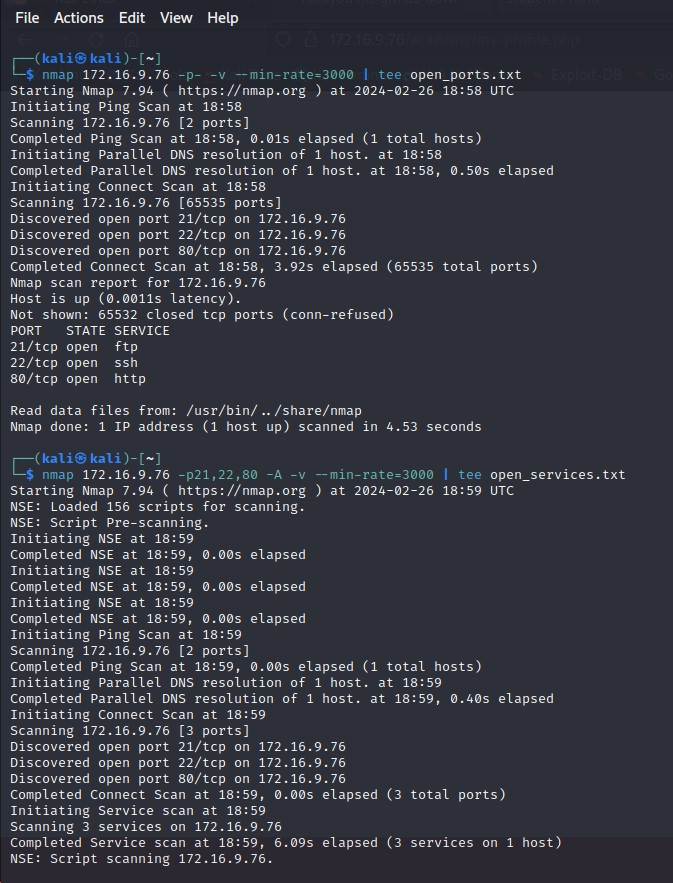 File Actions Edit View Help
┌──(kali㉿kali)-[~]
└─$ nmap 172.16.9.76 -p- -v --min-rate=3000 | tee open_ports.txt
Starting Nmap 7.94 ( https://nmap.org ) at 2024-02-26 18:58 UTC
Initiating Ping Scan at 18:58
Scanning 172.16.9.76 [2 ports]
Completed Ping Scan at 18:58, 0.01s elapsed (1 total hosts)
Initiating Parallel DNS resolution of 1 host. at 18:58
Completed Parallel DNS resolution of 1 host. at 18:58, 0.50s elapsed
Initiating Connect Scan at 18:58
Scanning 172.16.9.76 [65535 ports]
Discovered open port 21/tcp on 172.16.9.76
Discovered open port 22/tcp on 172.16.9.76
Discovered open port 80/tcp on 172.16.9.76
Completed Connect Scan at 18:58, 3.92s elapsed (65535 total ports)
Nmap scan report for 172.16.9.76
Host is up (0.0011s latency).
Not shown: 65532 closed tcp ports (conn-refused)
PORT   STATE SERVICE
21/tcp open  ftp
22/tcp open  ssh
80/tcp open  http
Read data files from: /usr/bin/../share/nmap
Nmap done: 1 IP address (1 host up) scanned in 4.53 seconds
┌──(kali㉿kali)-[~]
└─$ nmap 172.16.9.76 -p21,22,80 -A -v --min-rate=3000 | tee open_services.txt
Starting Nmap 7.94 ( https://nmap.org ) at 2024-02-26 18:59 UTC
NSE: Loaded 156 scripts for scanning.
NSE: Script Pre-scanning.
Initiating NSE at 18:59
Completed NSE at 18:59, 0.00s elapsed
Initiating NSE at 18:59
Completed NSE at 18:59, 0.00s elapsed
Initiating NSE at 18:59
Completed NSE at 18:59, 0.00s elapsed
Initiating Ping Scan at 18:59
Scanning 172.16.9.76 [2 ports]
Completed Ping Scan at 18:59, 0.00s elapsed (1 total hosts)
Initiating Parallel DNS resolution of 1 host. at 18:59
Completed Parallel DNS resolution of 1 host. at 18:59, 0.40s elapsed
Initiating Connect Scan at 18:59
Scanning 172.16.9.76 [3 ports]
Discovered open port 21/tcp on 172.16.9.76
Discovered open port 22/tcp on 172.16.9.76
Discovered open port 80/tcp on 172.16.9.76
Completed Connect Scan at 18:59, 0.00s elapsed (3 total ports)
Initiating Service scan at 18:59
Scanning 3 services on 172.16.9.76
Completed Service scan at 18:59, 6.09s elapsed (3 services on 1 host)
NSE: Script scanning 172.16.9.76.